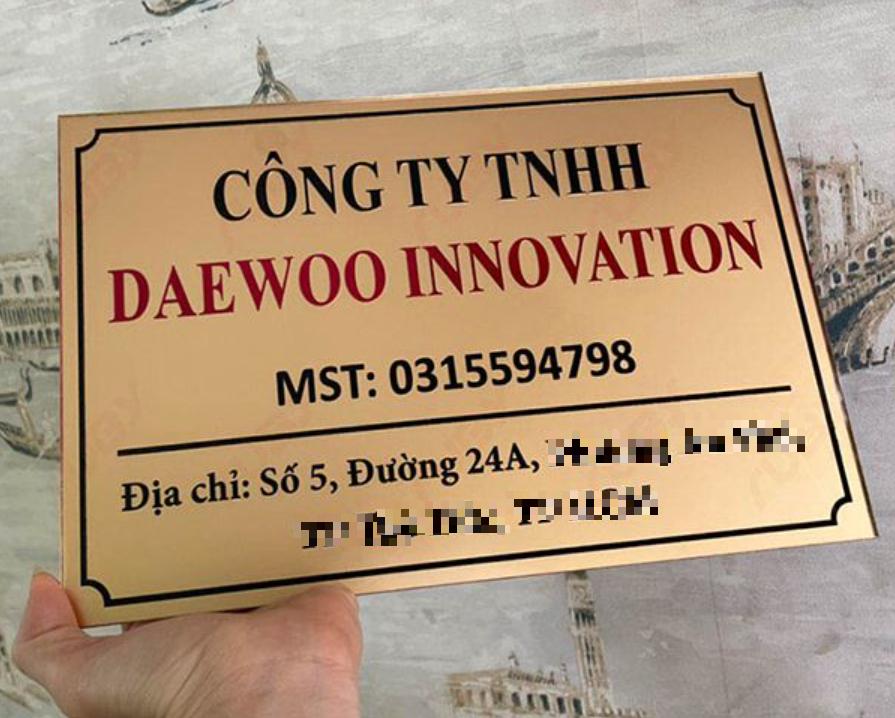 CÔNG TY TNHH
DAEWOO INNOVATION
MST: 0315594798
Địa chỉ: Số 5, Đường 24A,